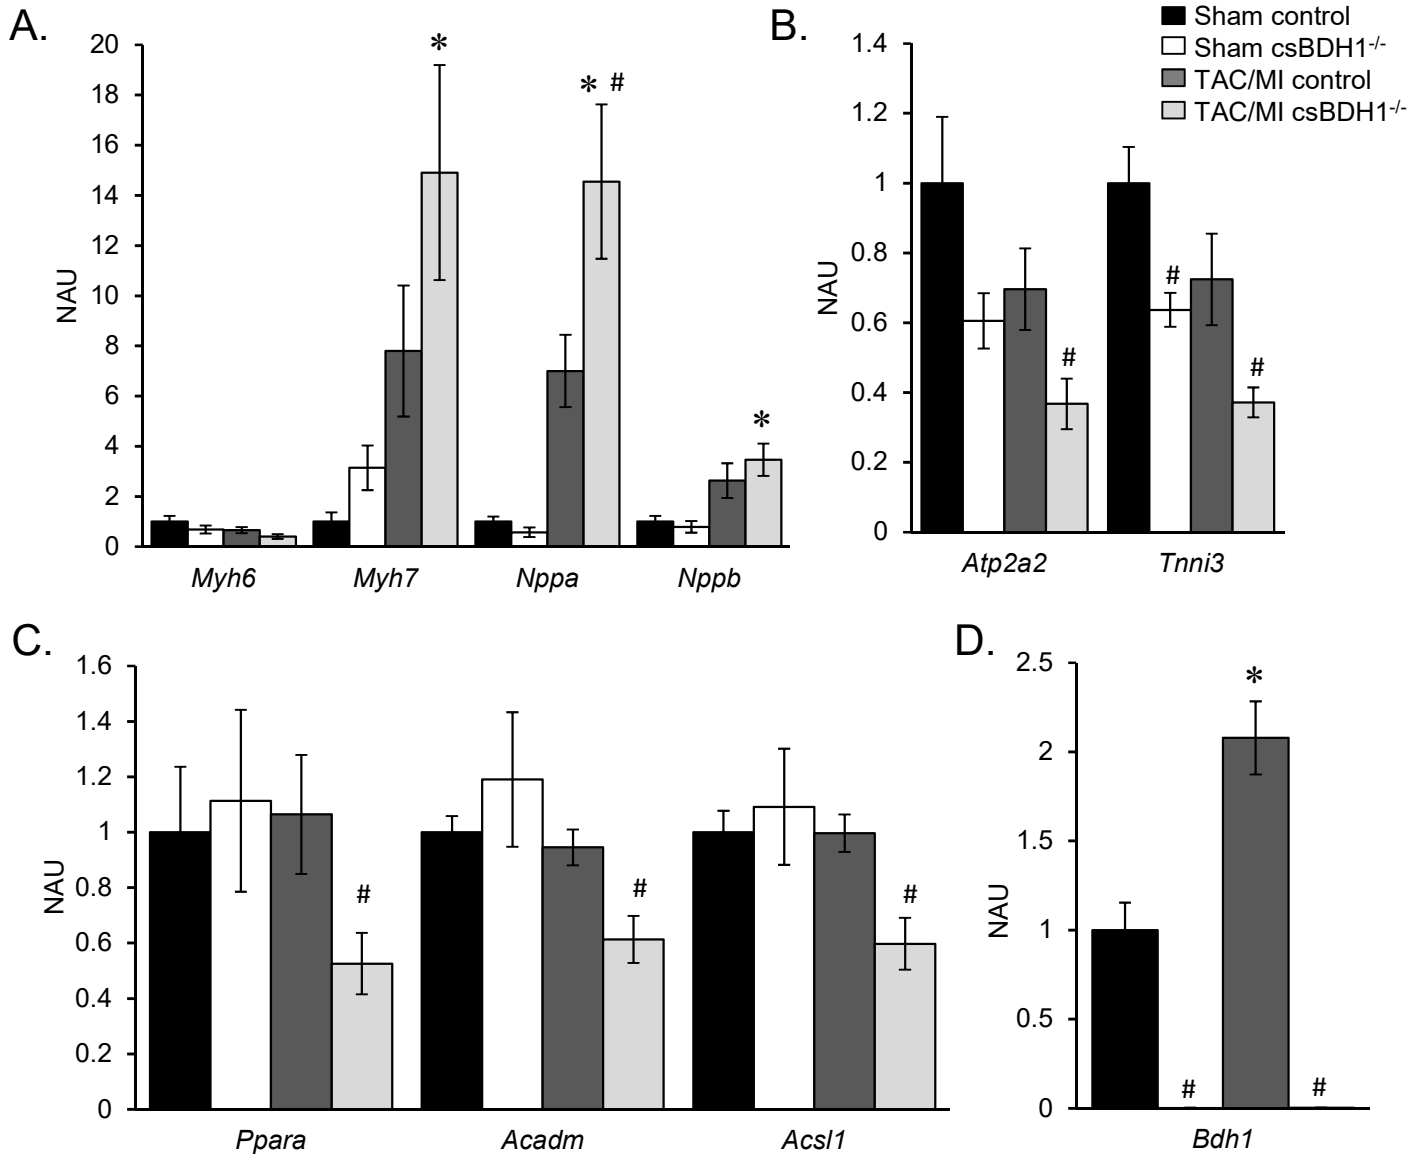 A.
20
18
16
14
12
10
8
6
4
2
0
NAU
*
* #
*
Myh6 Myh7 Nppa Nppb
B.
Sham control
Sham csBDH1-/-
TAC/MI control
TAC/MI csBDH1-/-
1.4
1.2
1
0.8
0.6
0.4
0.2
0
NAU
#
#
#
Atp2a2 Tnni3
C.
1.6
1.4
1.2
1
0.8
0.6
0.4
0.2
0
NAU
# # #
Ppara Acadm Acsl1
D.
2.5
2
1.5
1
0.5
0
NAU
*
# #
Bdh1